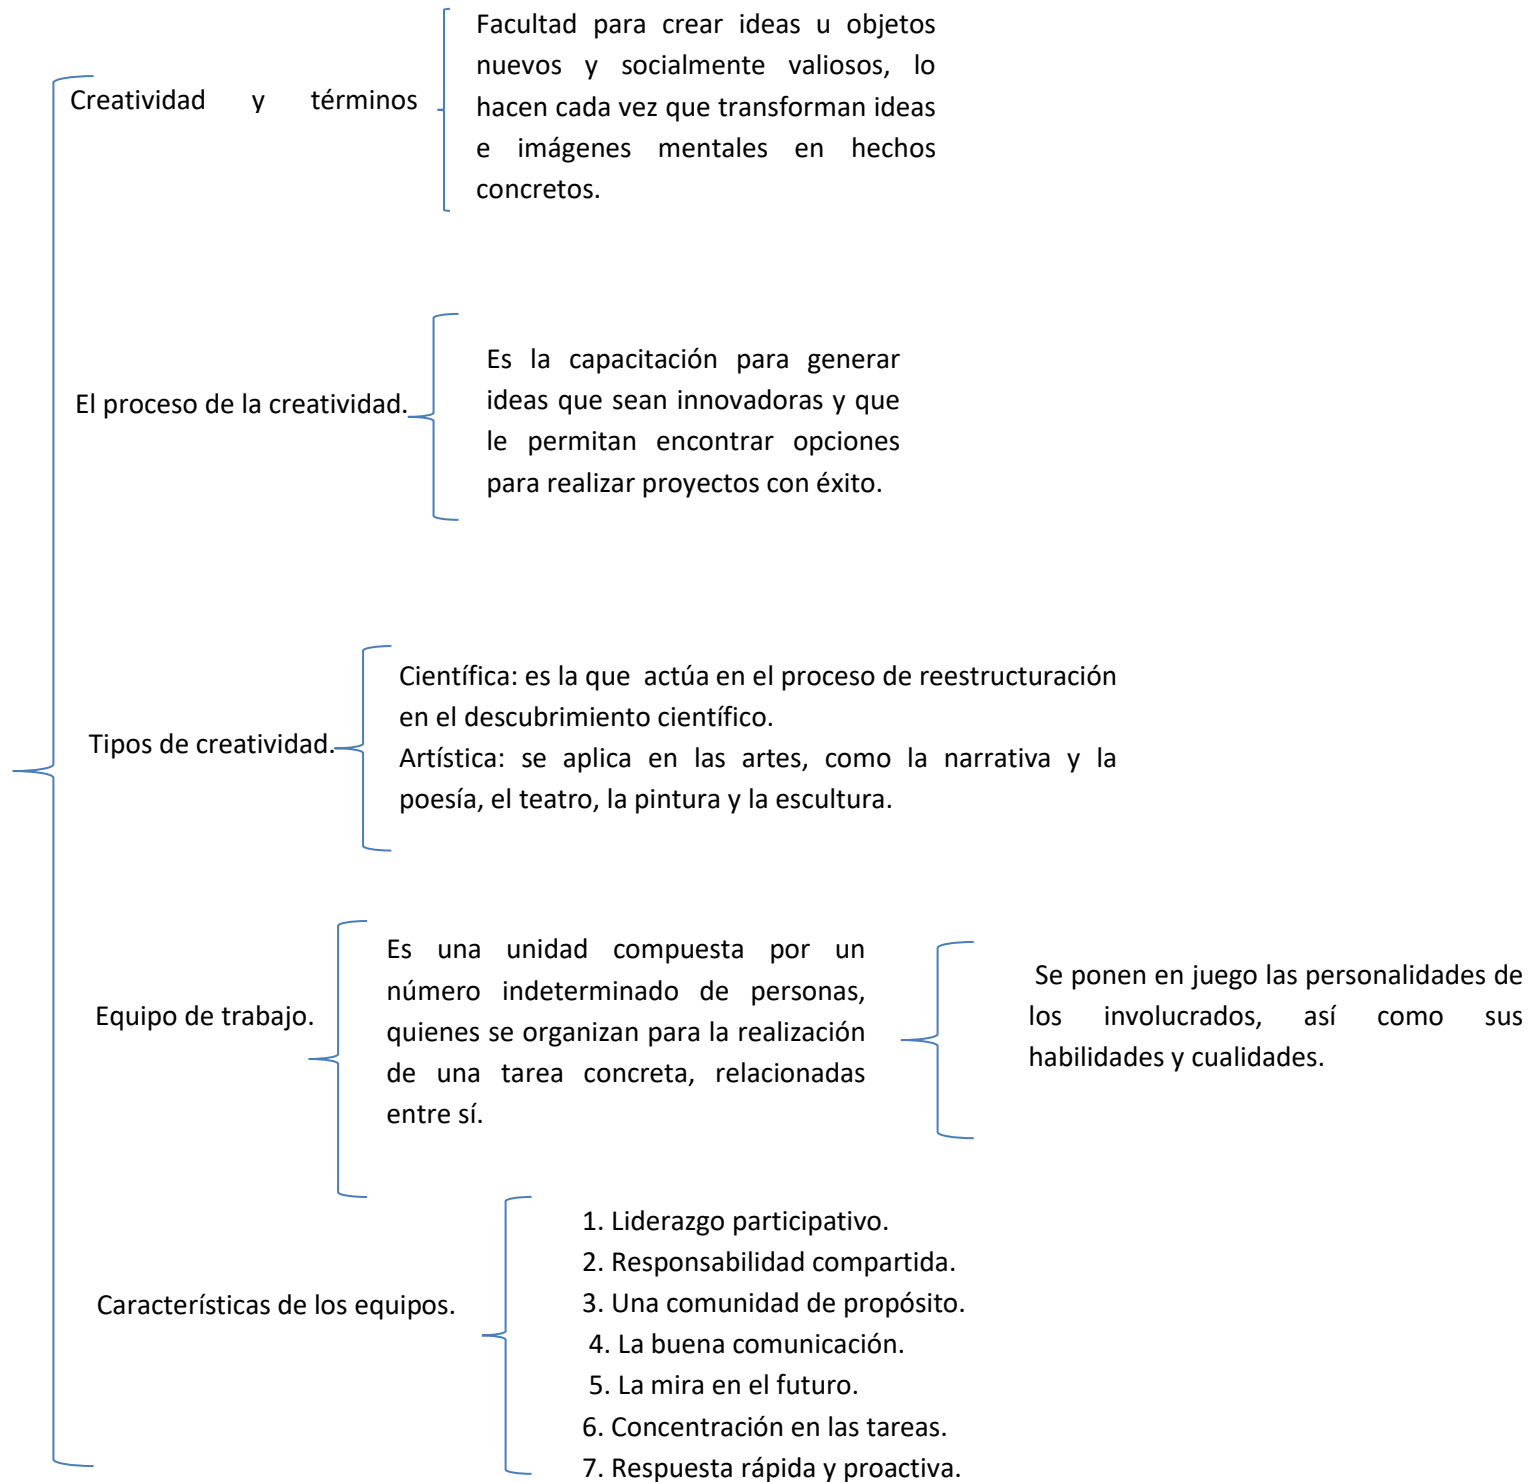 Creatividad y términos
Facultad para crear ideas u objetos
nuevos y socialmente valiosos, lo
hacen cada vez que transforman ideas
e imágenes mentales en hechos
concretos.
El proceso de la creatividad.
Es la capacitación para generar
ideas que sean innovadoras y que
le permitan encontrar opciones
para realizar proyectos con éxito.
Tipos de creatividad.
Científica: es la que actúa en el proceso de reestructuración
en el descubrimiento científico.
Artística: se aplica en las artes, como la narrativa y la
poesía, el teatro, la pintura y la escultura.
Equipo de trabajo.
Es una unidad compuesta por un
número indeterminado de personas,
quienes se organizan para la realización
de una tarea concreta, relacionadas
entre sí.
Se ponen en juego las personalidades de
los involucrados, así como sus
habilidades y cualidades.
Características de los equipos.
1. Liderazgo participativo.
2. Responsabilidad compartida.
3. Una comunidad de propósito.
4. La buena comunicación.
5. La mira en el futuro.
6. Concentración en las tareas.
7. Respuesta rápida y proactiva.